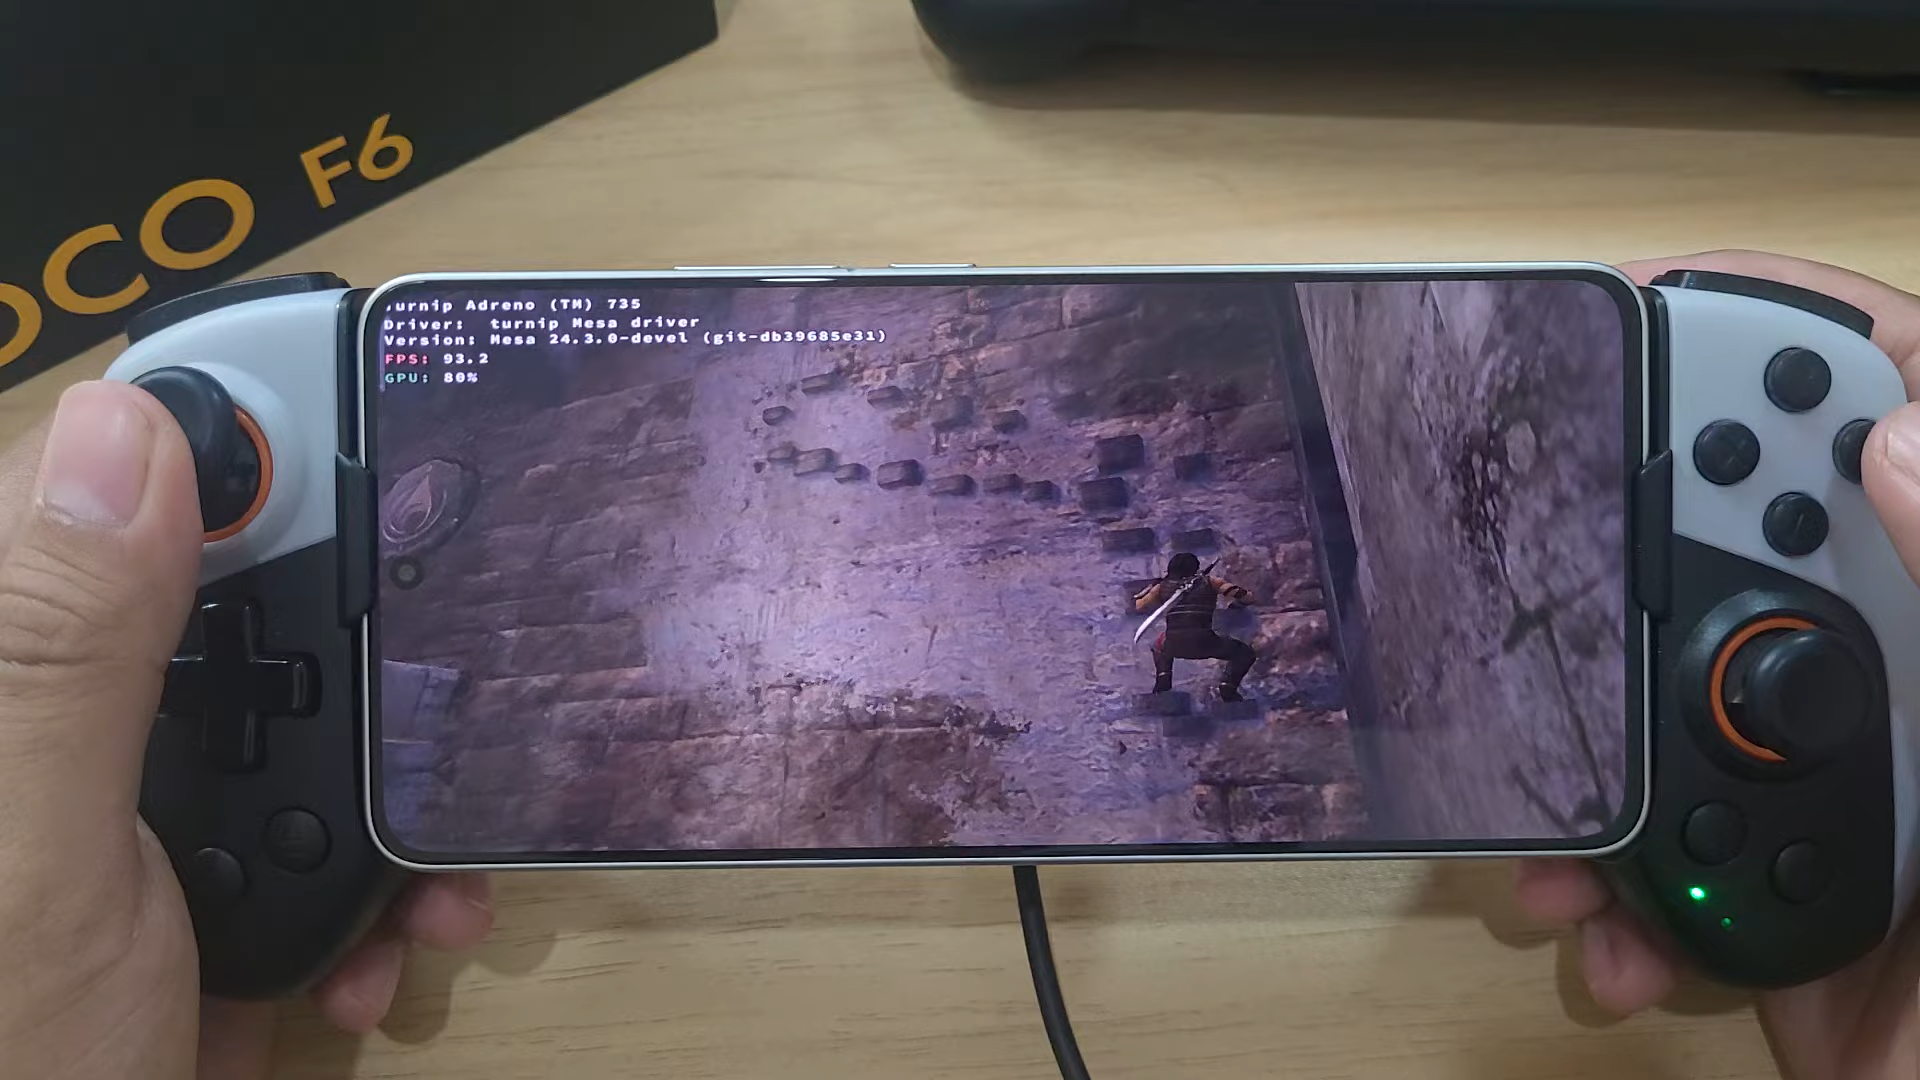 OCO F6
Turnip Adreno (TM) 735
Driver: turnip Mesa driver
Version: Mesa 24.3.0-devel (git-db39685e31)
FPS: 93.2
GPU: 80%